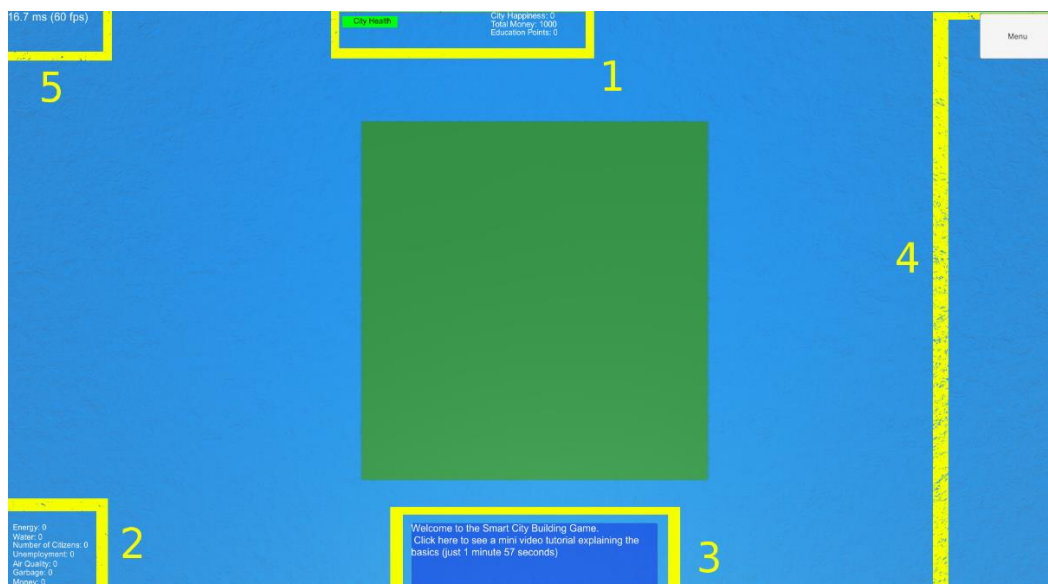 16.7 ms (60 fps)
5
City Health
City Happiness: 0
Total Money: 1000
Education Points: 0
1
Menu
4
Energy: 0
Water: 0
Number of Citizens: 0
Unemployment: 0
Air Quality: 0
Garbage: 0
Money: 0
2
Welcome to the Smart City Building Game.
Click here to see a mini video tutorial explaining the
basics (just 1 minute 57 seconds)
3